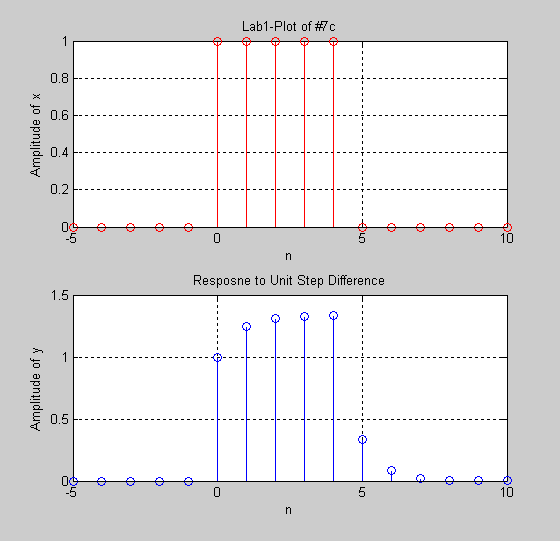 Lab1-Plot of #7c
1
0.8
0.6
0.4
0.2
0
Amplitude of x
-5 0 5 10
n
Resposne to Unit Step Difference
1.5
1
0.5
0
Amplitude of y
-5 0 5 10
n